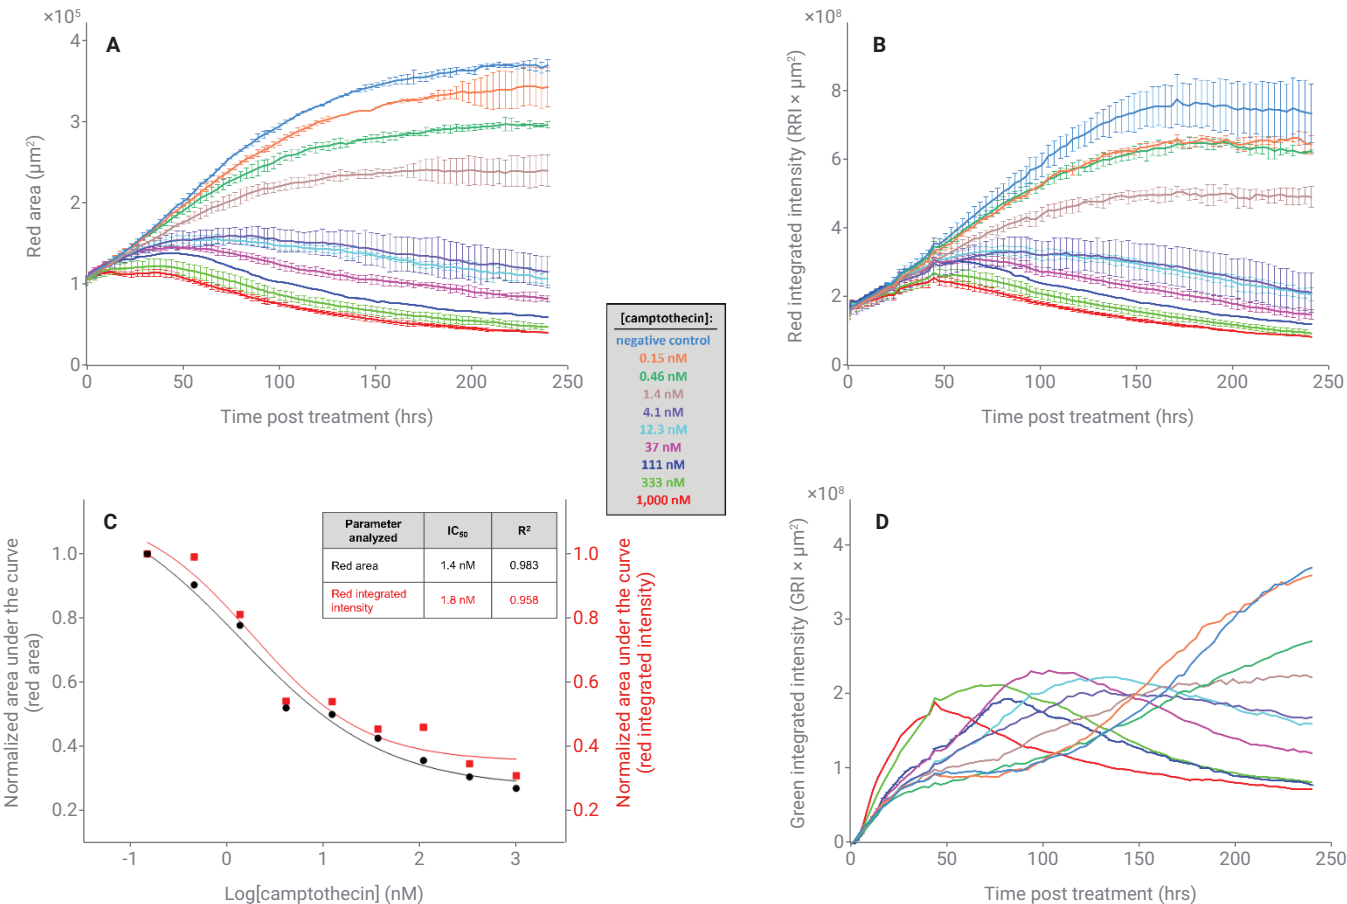 A
×10⁵
Red area (µm²)
4
3
2
1
0
0 50 100 150 200 250
Time post treatment (hrs)
B
×10⁸
Red integrated intensity (RRI × µm²)
8
6
4
2
0
0 50 100 150 200 250
Time post treatment (hrs)
[camptothecin]:
negative control
0.15 nM
0.46 nM
1.4 nM
4.1 nM
12.3 nM
37 nM
111 nM
333 nM
1,000 nM
C
Normalized area under the curve
(red area)
1.0
0.8
0.6
0.4
0.2
Parameter analyzed IC₅₀ R²
Red area 1.4 nM 0.983
Red integrated intensity 1.8 nM 0.958
1.0
0.8
0.6
0.4
0.2
Normalized area under the curve
(red integrated intensity)
-1 0 1 2 3
Log[camptothecin] (nM)
D
×10⁸
Green integrated intensity (GRI × µm²)
4
3
2
1
0
0 50 100 150 200 250
Time post treatment (hrs)